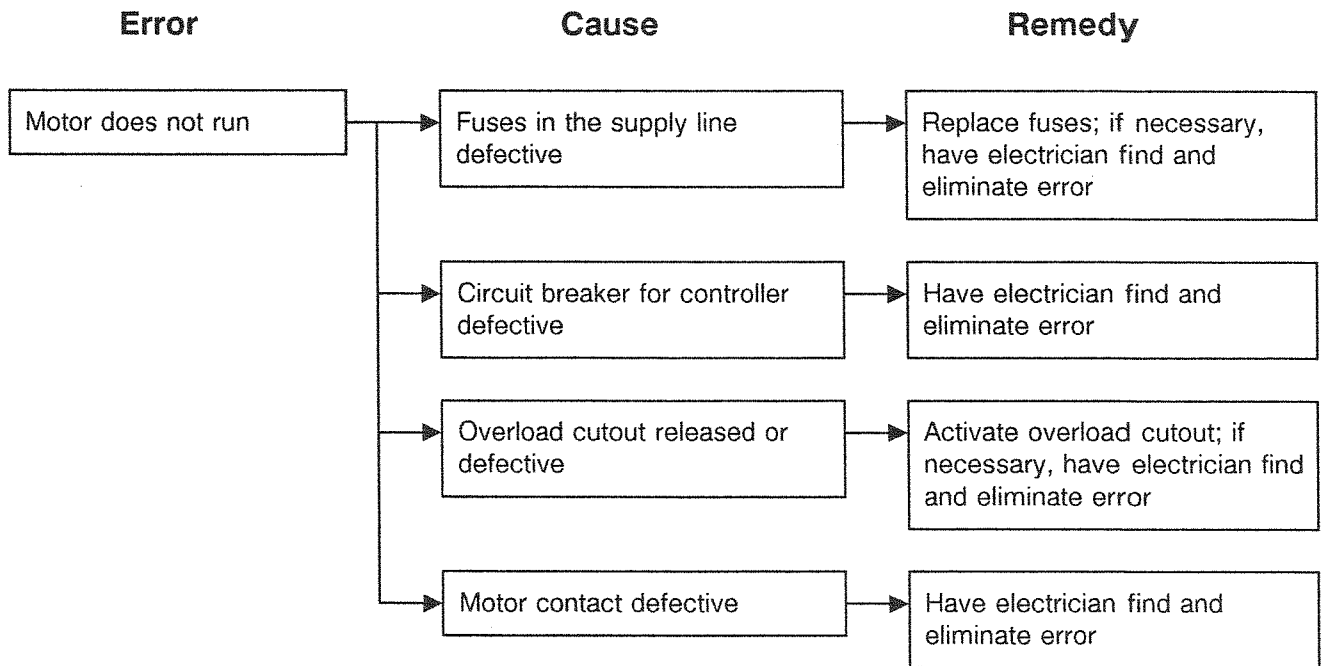 Error
Cause
Remedy
Motor does not run
Fuses in the supply line
defective
Replace fuses; if necessary,
have electrician find and
eliminate error
Circuit breaker for controller
defective
Have electrician find and
eliminate error
Overload cutout released or
defective
Activate overload cutout; if
necessary, have electrician find
and eliminate error
Motor contact defective
Have electrician find and
eliminate error